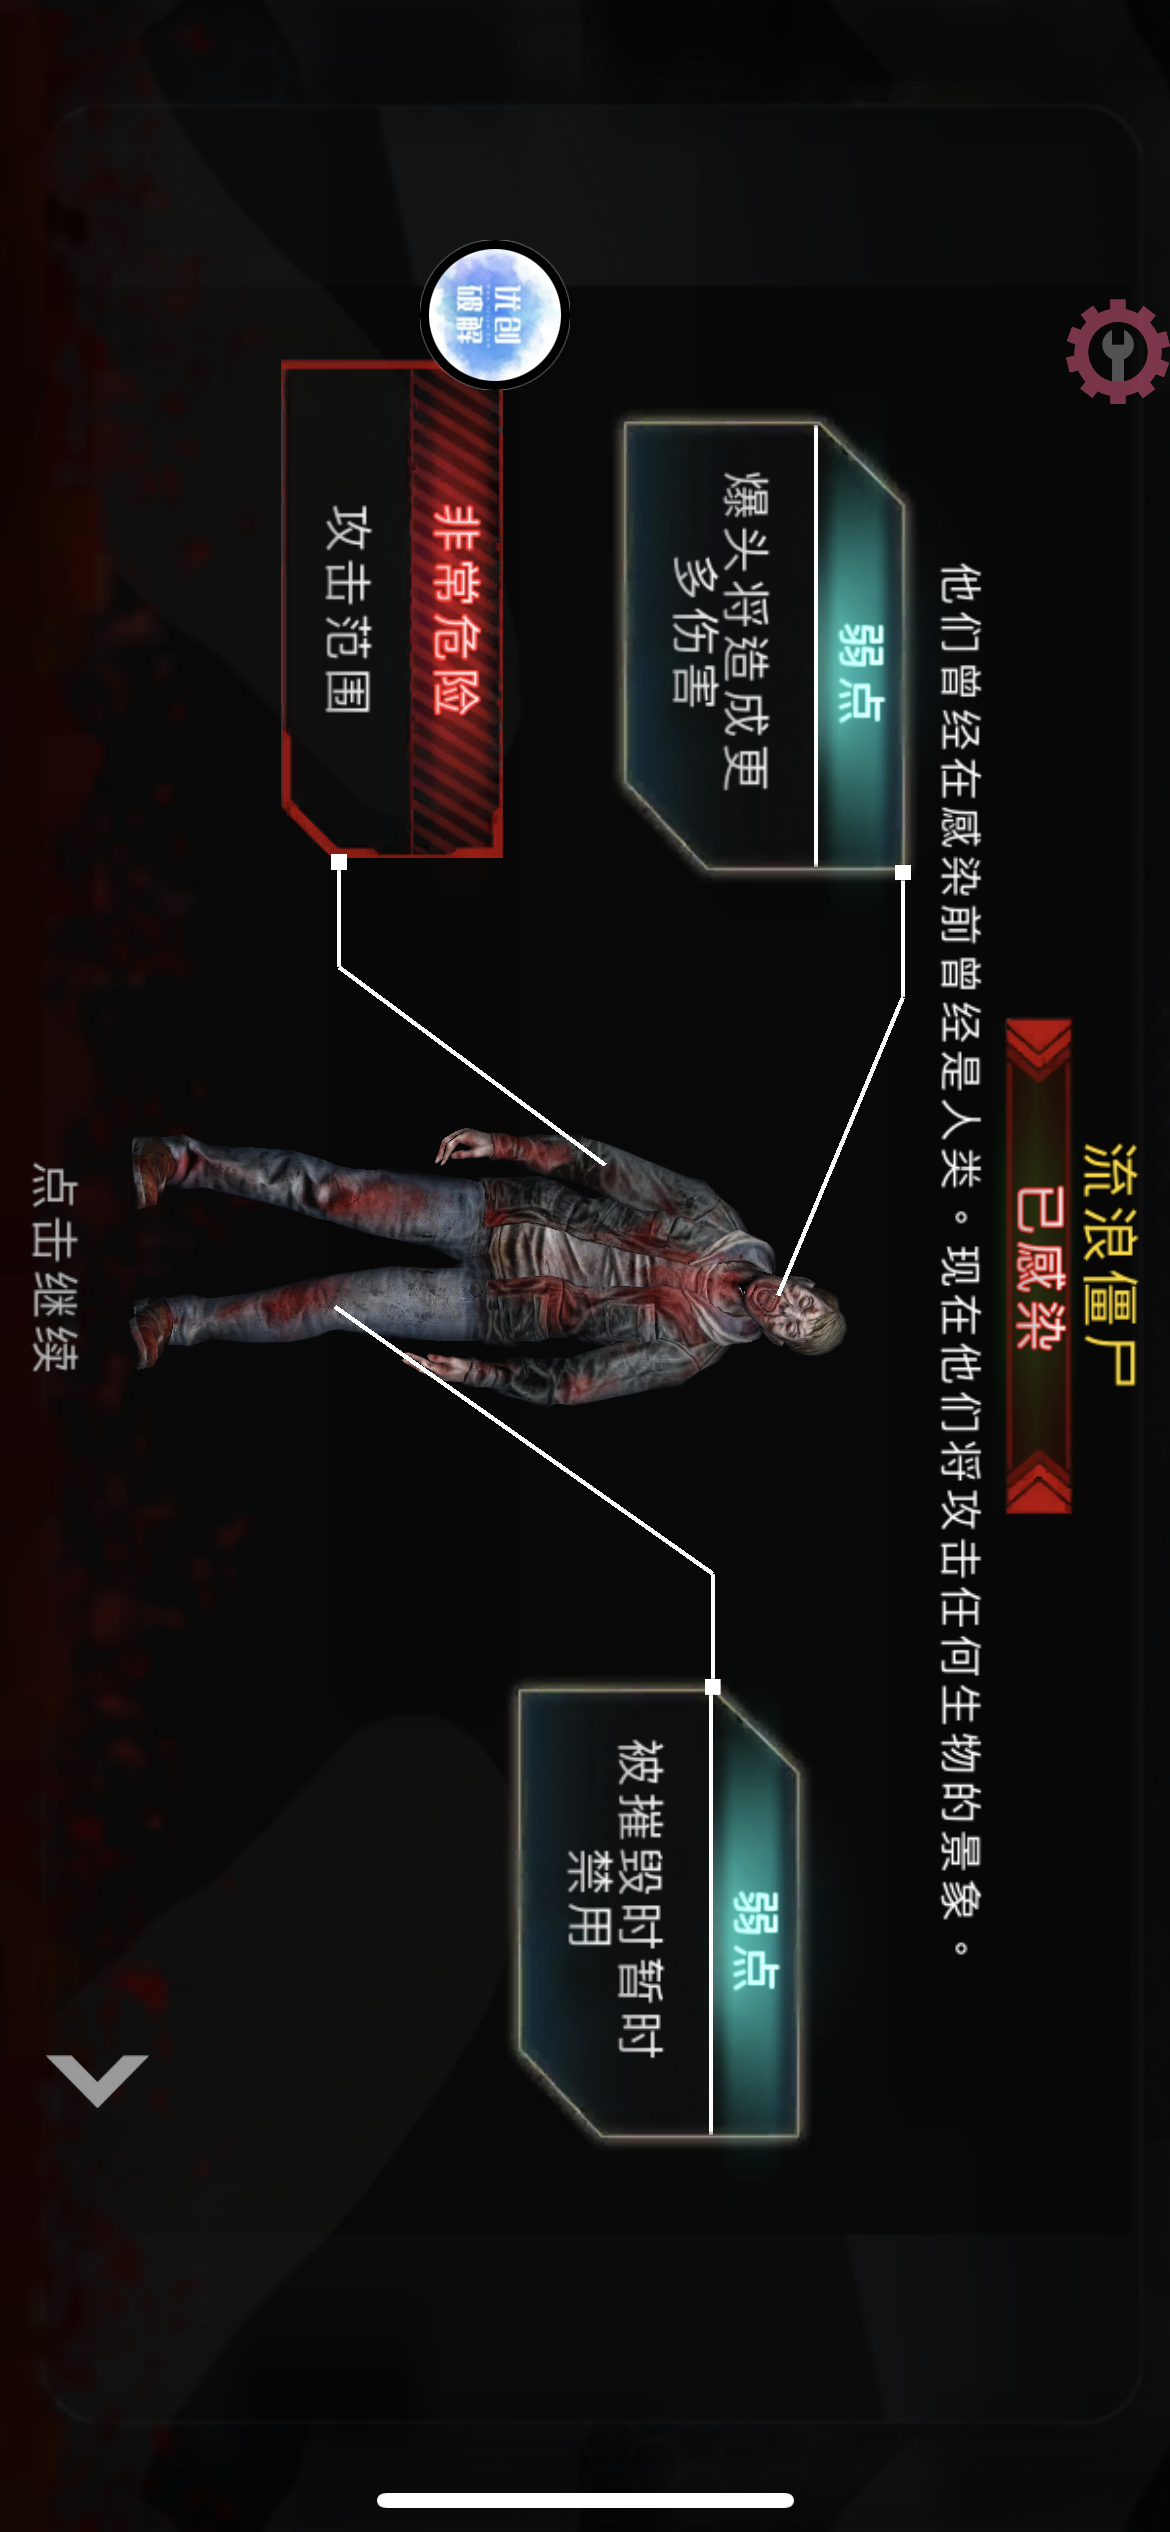 流浪僵尸
已感染
他们曾经在感染前曾经是人类。现在他们将攻击任何生物的景象。
弱点
爆头将造成更
多伤害
优创
破解
非常危险
攻击范围
弱点
被摧毁时暂时
禁用
点击继续